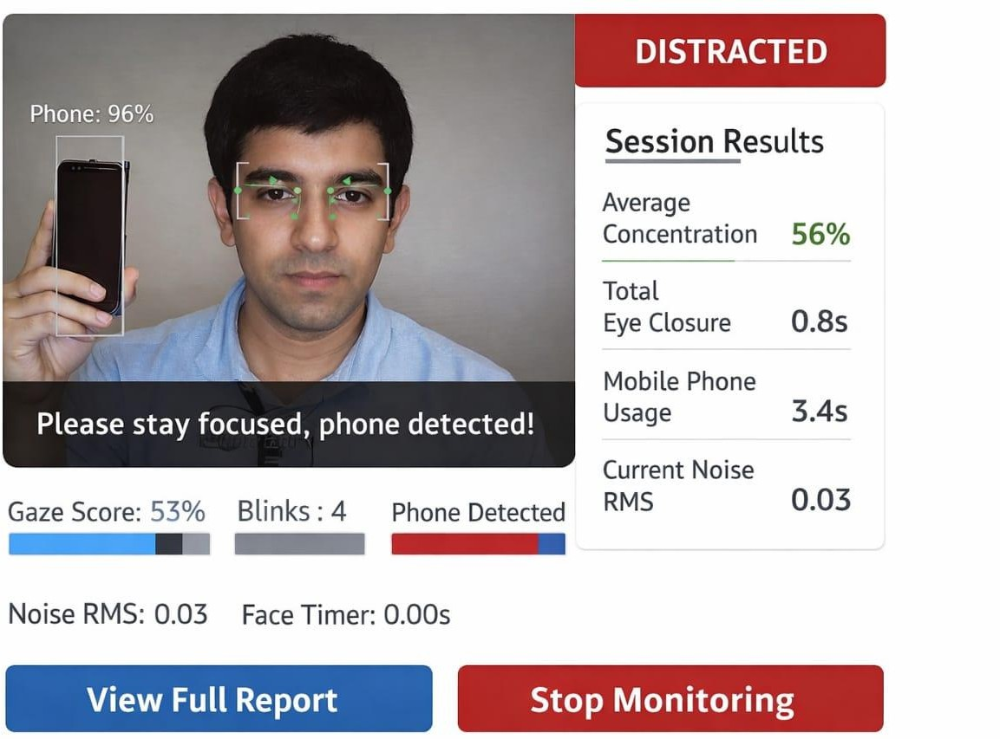 Phone: 96%
DISTRACTED
Session Results
Average
Concentration 56%
Total
Eye Closure 0.8s
Mobile Phone
Usage 3.4s
Current Noise
RMS 0.03
Please stay focused, phone detected!
Gaze Score: 53% Blinks : 4 Phone Detected
Noise RMS: 0.03 Face Timer: 0.00s
View Full Report Stop Monitoring